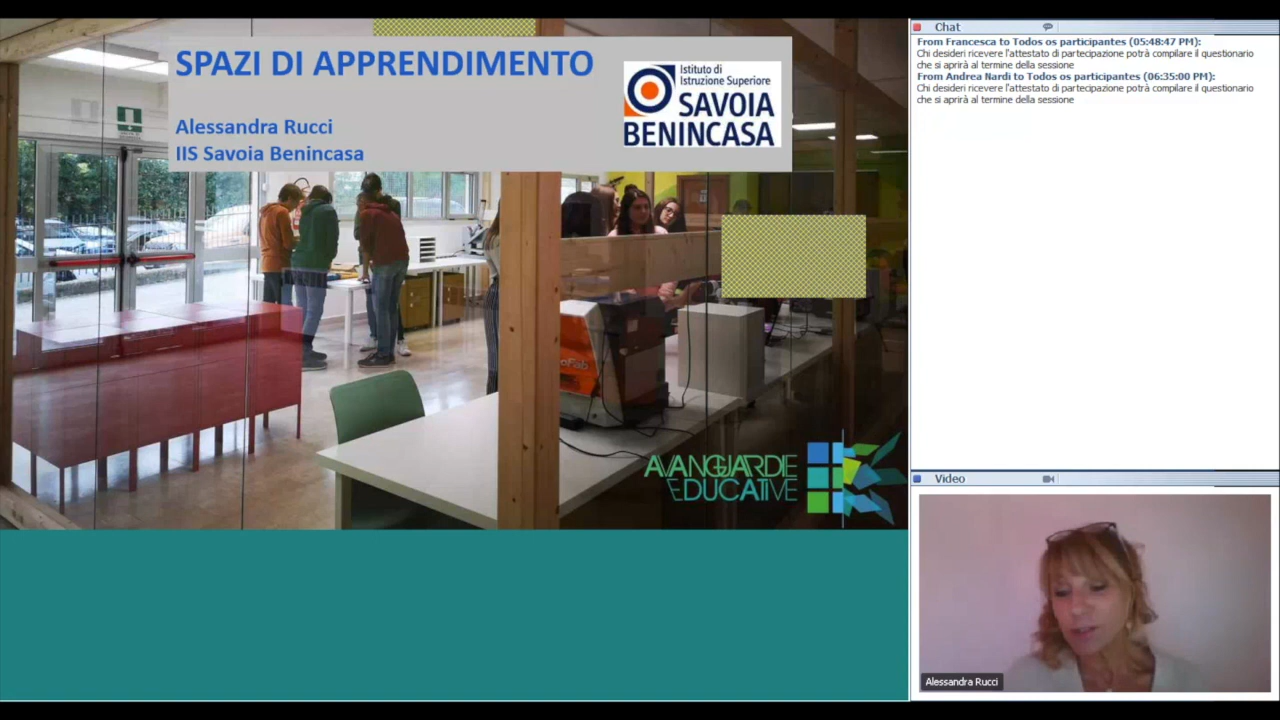 SPAZI DI APPRENDIMENTO
Alessandra Rucci
IIS Savoia Benincasa
Istituto di
Istruzione Superiore
SAVOIA
BENINCASA
AVANGUARDIE
EDUCATIVE
Chat
From Francesca to Todos os participantes (05:48:47 PM):
Chi desideri ricevere l'attestato di partecipazione potrà compilare il questionario
che si aprirà al termine della sessione
From Andrea Nardi to Todos os participantes (06:35:00 PM):
Chi desideri ricevere l'attestato di partecipazione potrà compilare il questionario
che si aprirà al termine della sessione
Video
Alessandra Rucci